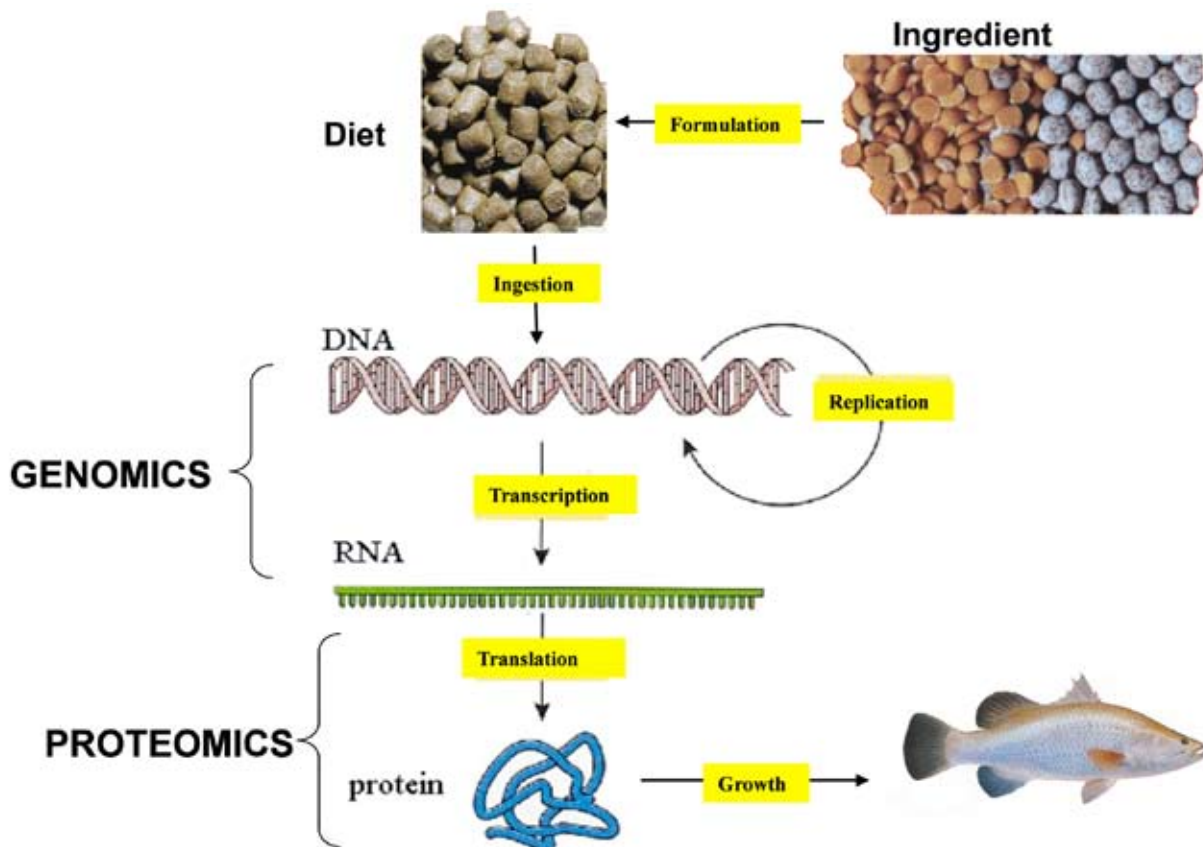 Ingredient
Formulation
Diet
Ingestion
DNA
Replication
GENOMICS
Transcription
RNA
Translation
PROTEOMICS
protein
Growth